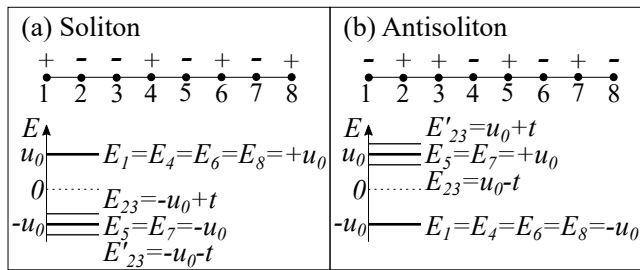 (a) Soliton
+ - - + - + - +
1 2 3 4 5 6 7 8
E
u₀
E₁=E₄=E₆=E₈=+u₀
0
E₂₃=-u₀+t
-u₀
E₅=E₇=-u₀
E'₂₃=-u₀-t
(b) Antisoliton
- + + - + - + -
1 2 3 4 5 6 7 8
E
E'₂₃=u₀+t
u₀
E₅=E₇=+u₀
0
E₂₃=u₀-t
-u₀
E₁=E₄=E₆=E₈=-u₀